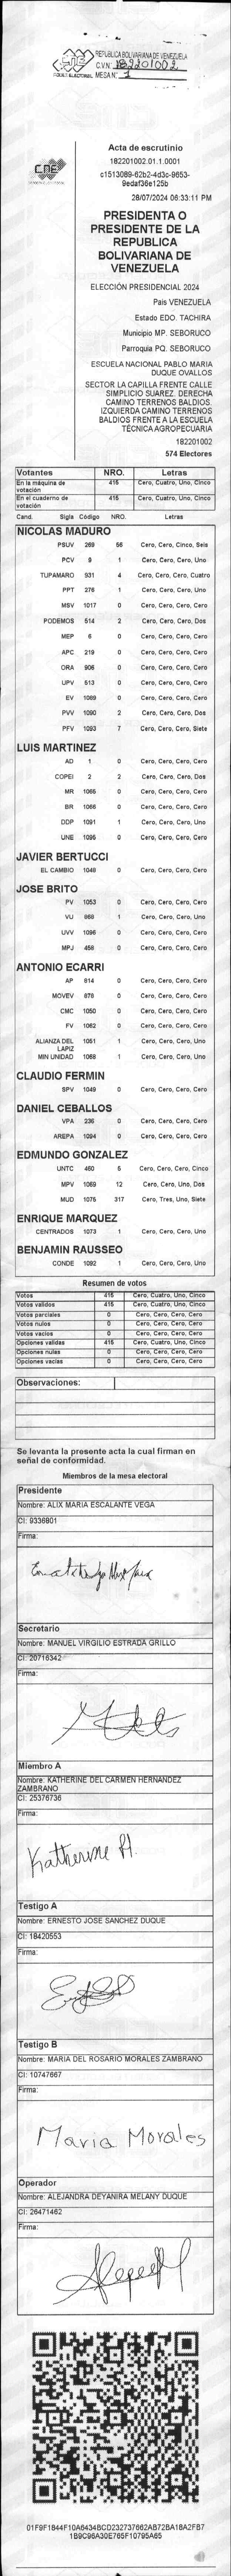 REPÚBLICA BOLIVARIANA DE VENEZUELA
C.V.N° 182201002
PODER ELECTORAL MESA N° 1
CNE
Acta de escrutinio
182201002.01.1.0001
c1513089-62b2-4d3c-9653-
9edaf36e125b
28/07/2024 06:33:11 PM
PRESIDENTA O
PRESIDENTE DE LA
REPUBLICA
BOLIVARIANA DE
VENEZUELA
ELECCIÓN PRESIDENCIAL 2024
Pais VENEZUELA
Estado EDO. TACHIRA
Municipio MP. SEBORUCO
Parroquia PQ. SEBORUCO
ESCUELA NACIONAL PABLO MARIA
DUQUE OVALLOS
SECTOR LA CAPILLA FRENTE CALLE
SIMPLICIO SUAREZ. DERECHA
CAMINO TERRENOS BALDIOS.
IZQUIERDA CAMINO TERRENOS
BALDIOS FRENTE A LA ESCUELA
TÉCNICA AGROPECUARIA
182201002
574 Electores
Votantes NRO. Letras
En la máquina de votación 415 Cero, Cuatro, Uno, Cinco
En el cuaderno de votación 415 Cero, Cuatro, Uno, Cinco
Cand. Sigla Código NRO. Letras
NICOLAS MADURO
PSUV 269 56 Cero, Cero, Cinco, Seis
PCV 9 1 Cero, Cero, Cero, Uno
TUPAMARO 931 4 Cero, Cero, Cero, Cuatro
PPT 276 1 Cero, Cero, Cero, Uno
MSV 1017 0 Cero, Cero, Cero, Cero
PODEMOS 514 2 Cero, Cero, Cero, Dos
MEP 6 0 Cero, Cero, Cero, Cero
APC 219 0 Cero, Cero, Cero, Cero
ORA 906 0 Cero, Cero, Cero, Cero
UPV 513 0 Cero, Cero, Cero, Cero
EV 1089 0 Cero, Cero, Cero, Cero
PVV 1090 2 Cero, Cero, Cero, Dos
PFV 1093 7 Cero, Cero, Cero, Siete
LUIS MARTINEZ
AD 1 0 Cero, Cero, Cero, Cero
COPEI 2 2 Cero, Cero, Cero, Dos
MR 1065 0 Cero, Cero, Cero, Cero
BR 1066 0 Cero, Cero, Cero, Cero
DDP 1091 1 Cero, Cero, Cero, Uno
UNE 1095 0 Cero, Cero, Cero, Cero
JAVIER BERTUCCI
EL CAMBIO 1048 0 Cero, Cero, Cero, Cero
JOSE BRITO
PV 1053 0 Cero, Cero, Cero, Cero
VU 868 1 Cero, Cero, Cero, Uno
UVV 1096 0 Cero, Cero, Cero, Cero
MPJ 458 0 Cero, Cero, Cero, Cero
ANTONIO ECARRI
AP 814 0 Cero, Cero, Cero, Cero
MOVEV 876 0 Cero, Cero, Cero, Cero
CMC 1050 0 Cero, Cero, Cero, Cero
FV 1062 0 Cero, Cero, Cero, Cero
ALIANZA DEL LAPIZ 1051 1 Cero, Cero, Cero, Uno
MIN UNIDAD 1068 1 Cero, Cero, Cero, Uno
CLAUDIO FERMIN
SPV 1049 0 Cero, Cero, Cero, Cero
DANIEL CEBALLOS
VPA 236 0 Cero, Cero, Cero, Cero
AREPA 1094 0 Cero, Cero, Cero, Cero
EDMUNDO GONZALEZ
UNTC 460 5 Cero, Cero, Cero, Cinco
MPV 1069 12 Cero, Cero, Uno, Dos
MUD 1075 317 Cero, Tres, Uno, Siete
ENRIQUE MARQUEZ
CENTRADOS 1073 1 Cero, Cero, Cero, Uno
BENJAMIN RAUSSEO
CONDE 1092 1 Cero, Cero, Cero, Uno
Resumen de votos
Votos 415 Cero, Cuatro, Uno, Cinco
Votos validos 415 Cero, Cuatro, Uno, Cinco
Votos parciales 0 Cero, Cero, Cero, Cero
Votos nulos 0 Cero, Cero, Cero, Cero
Votos vacios 0 Cero, Cero, Cero, Cero
Opciones validas 415 Cero, Cuatro, Uno, Cinco
Opciones nulas 0 Cero, Cero, Cero, Cero
Opciones vacias 0 Cero, Cero, Cero, Cero
Observaciones:
Se levanta la presente acta la cual firman en
señal de conformidad.
Miembros de la mesa electoral
Presidente
Nombre: ALIX MARIA ESCALANTE VEGA
CI: 9336801
Firma:
Secretario
Nombre: MANUEL VIRGILIO ESTRADA GRILLO
CI: 20716342
Firma:
Miembro A
Nombre: KATHERINE DEL CARMEN HERNANDEZ
ZAMBRANO
CI: 25376736
Firma:
Katherine H.
Testigo A
Nombre: ERNESTO JOSE SANCHEZ DUQUE
CI: 18420553
Firma:
Testigo B
Nombre: MARIA DEL ROSARIO MORALES ZAMBRANO
CI: 10747667
Firma:
Maria Morales
Operador
Nombre: ALEJANDRA DEYANIRA MELANY DUQUE
CI: 26471462
Firma:
01F9F1844F10A6434BCD232737662AB72BA18A2FB7
1B9C96A30E765F10795A65